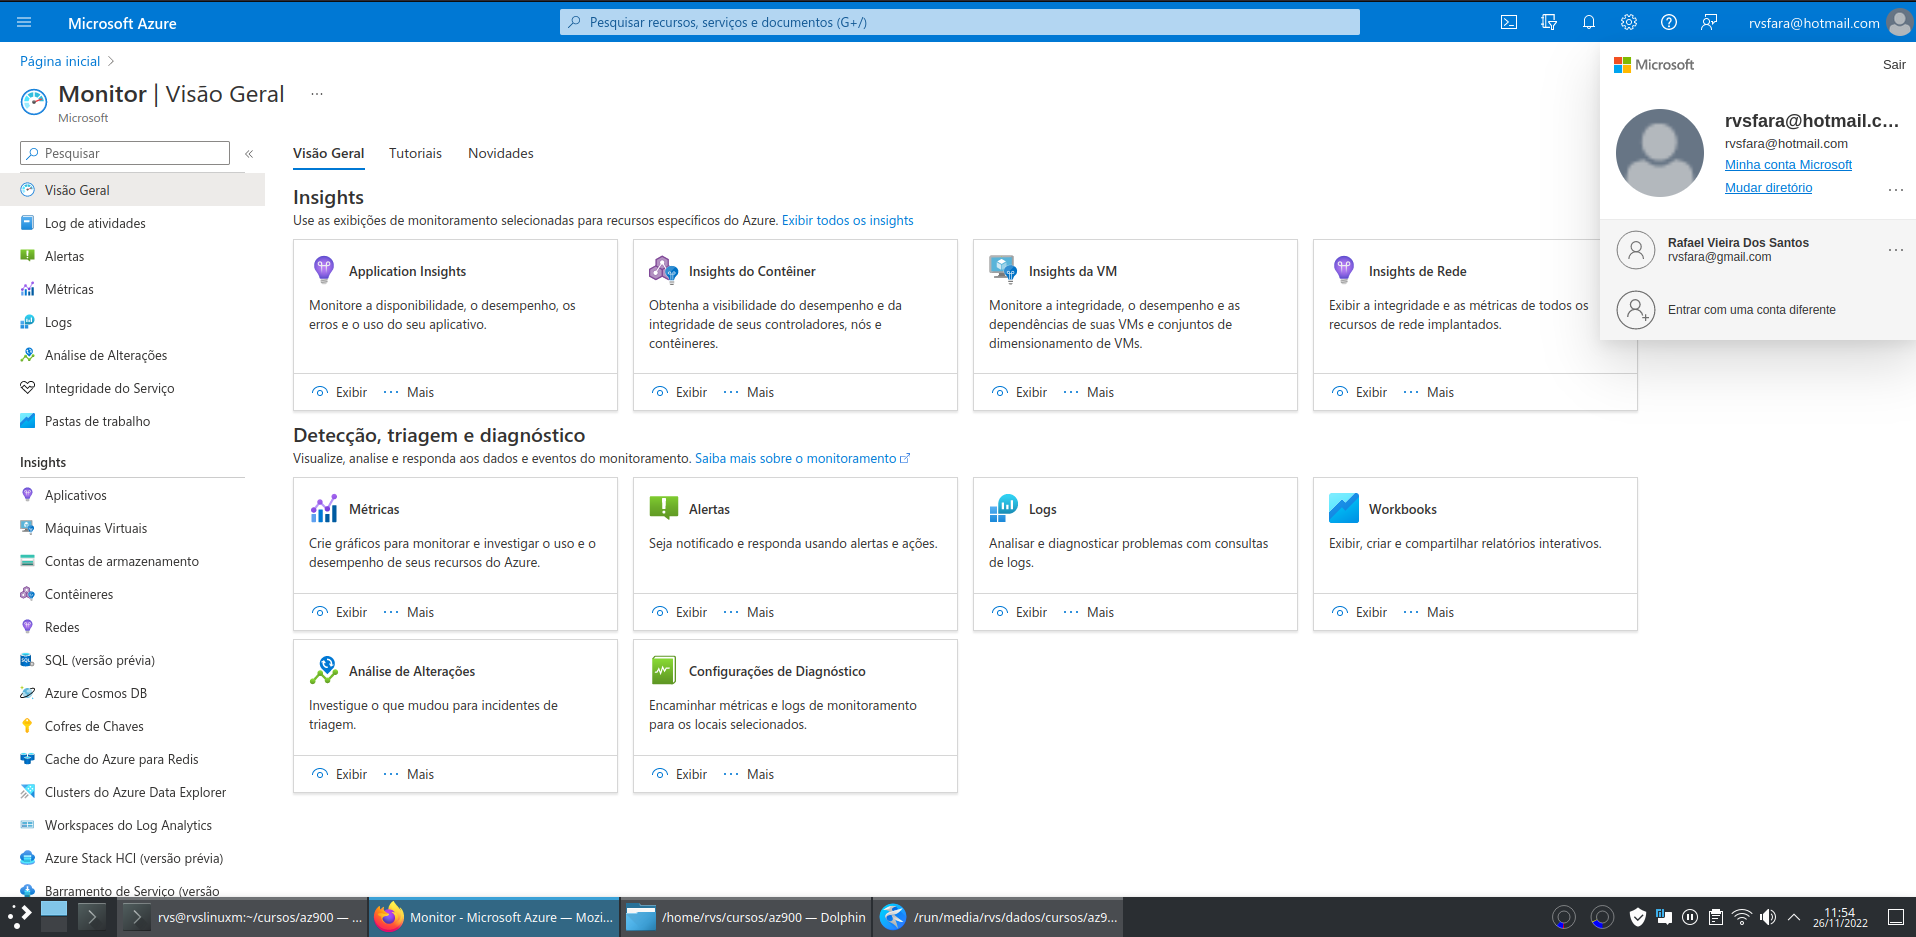 Microsoft Azure
Pesquisar recursos, serviços e documentos (G+/)
rvsfara@hotmail.com
Página inicial
Monitor | Visão Geral
...
Microsoft
Microsoft
Sair
rvsfara@hotmail.c...
rvsfara@hotmail.com
Minha conta Microsoft
Mudar diretório
...
Rafael Vieira Dos Santos
rvsfara@gmail.com
...
Entrar com uma conta diferente
Pesquisar
«
Visão Geral
Log de atividades
Alertas
Métricas
Logs
Análise de Alterações
Integridade do Serviço
Pastas de trabalho
Insights
Aplicativos
Máquinas Virtuais
Contas de armazenamento
Contêineres
Redes
SQL (versão prévia)
Azure Cosmos DB
Cofres de Chaves
Cache do Azure para Redis
Clusters do Azure Data Explorer
Workspaces do Log Analytics
Azure Stack HCI (versão prévia)
Barramento de Serviço (versão
Visão Geral Tutoriais Novidades
Insights
Use as exibições de monitoramento selecionadas para recursos específicos do Azure. Exibir todos os insights
Application Insights
Monitore a disponibilidade, o desempenho, os
erros e o uso do seu aplicativo.
Exibir ... Mais
Insights do Contêiner
Obtenha a visibilidade do desempenho e da
integridade de seus controladores, nós e
contêineres.
Exibir ... Mais
Insights da VM
Monitore a integridade, o desempenho e as
dependências de suas VMs e conjuntos de
dimensionamento de VMs.
Exibir ... Mais
Insights de Rede
Exibir a integridade e as métricas de todos os
recursos de rede implantados.
Exibir ... Mais
Detecção, triagem e diagnóstico
Visualize, analise e responda aos dados e eventos do monitoramento. Saiba mais sobre o monitoramento
Métricas
Crie gráficos para monitorar e investigar o uso e o
desempenho de seus recursos do Azure.
Exibir ... Mais
Alertas
Seja notificado e responda usando alertas e ações.
Exibir ... Mais
Logs
Analisar e diagnosticar problemas com consultas
de logs.
Exibir ... Mais
Workbooks
Exibir, criar e compartilhar relatórios interativos.
Exibir ... Mais
Análise de Alterações
Investigue o que mudou para incidentes de
triagem.
Exibir ... Mais
Configurações de Diagnóstico
Encaminhar métricas e logs de monitoramento
para os locais selecionados.
Exibir ... Mais
rvs@rvslinuxm:~/cursos/az900 — ...
Monitor - Microsoft Azure — Mozi...
/home/rvs/cursos/az900 — Dolphin
/run/media/rvs/dados/cursos/az9...
11:54
26/11/2022